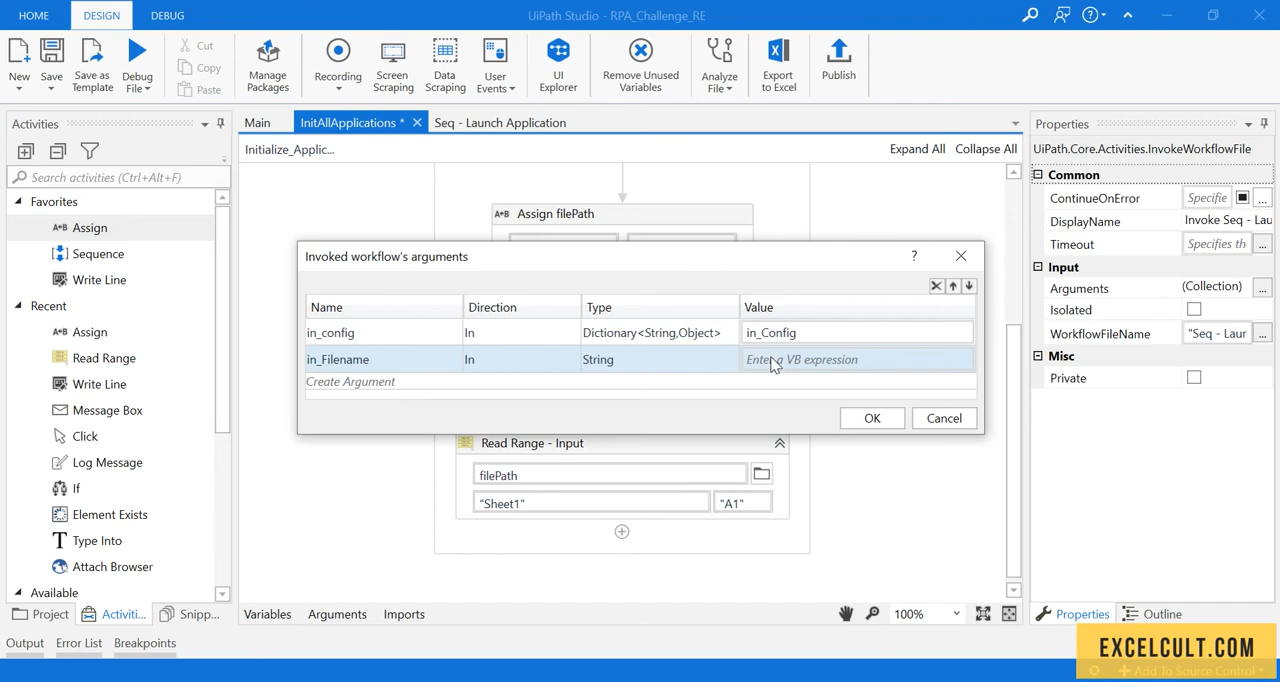 HOME DESIGN DEBUG UiPath Studio - RPA_Challenge_RE
New Save Save as Template Debug File Cut Copy Paste Manage Packages Recording Screen Scraping Data Scraping User Events UI Explorer Remove Unused Variables Analyze File Export to Excel Publish
Activities
Search activities (Ctrl+Alt+F)
Favorites
Assign
Sequence
Write Line
Recent
Assign
Read Range
Write Line
Message Box
Click
Log Message
If
Element Exists
Type Into
Attach Browser
Available
Project Activiti... Snipp...
Main InitAllApplications * Seq - Launch Application
Initialize_Applic... Expand All Collapse All
A*B Assign filePath
Invoked workflow's arguments ?
Name Direction Type Value
in_config In Dictionary<String,Object> in_Config
in_Filename In String Enter a VB expression
Create Argument
OK Cancel
Read Range - Input
filePath
"Sheet1" "A1"
Variables Arguments Imports 100%
Properties
UiPath.Core.Activities.InvokeWorkflowFile
Common
ContinueOnError Specifie ...
DisplayName Invoke Seq - Lau
Timeout Specifies th ...
Input
Arguments (Collection) ...
Isolated
WorkflowFileName "Seq - Laur ...
Misc
Private
Properties Outline
Output Error List Breakpoints
EXCELCULT.COM
Add To Source Control